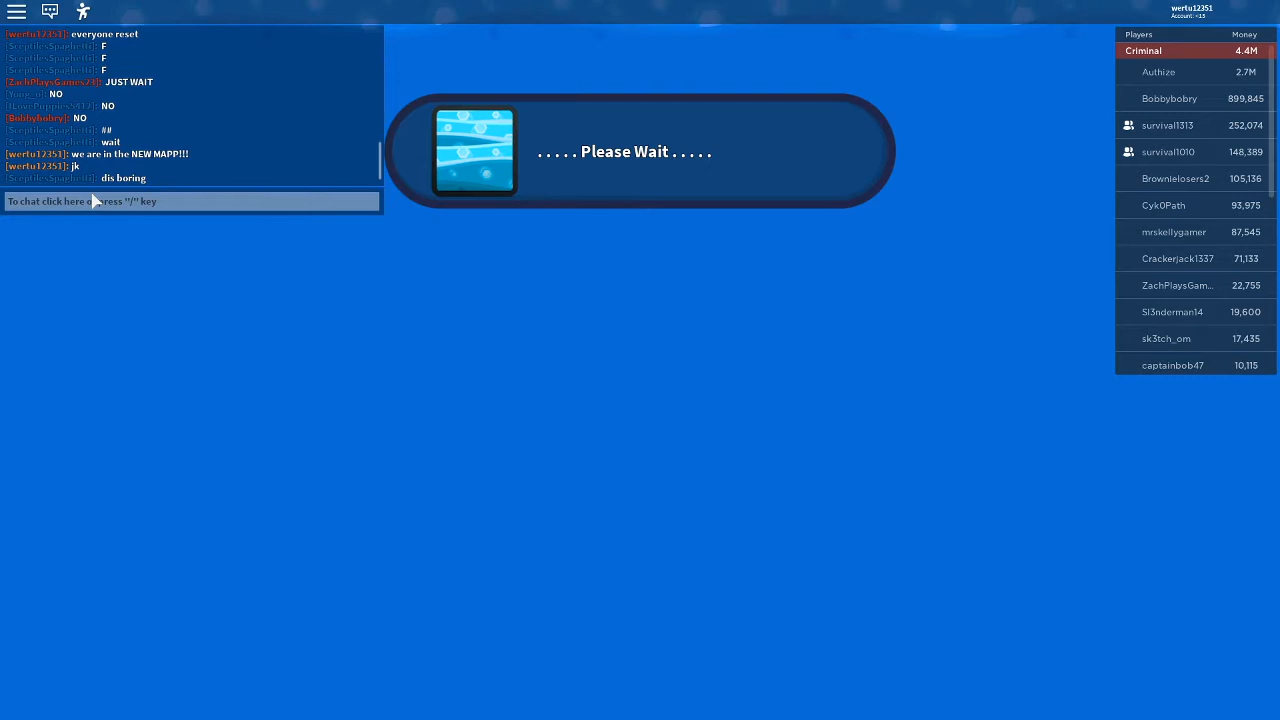 wertu12351
Account: <13
[wertu12351]: everyone reset
[SceptilesSpaghetti]: F
[SceptilesSpaghetti]: F
[SceptilesSpaghetti]: F
[ZachPlaysGames23]: JUST WAIT
NO
[ILovePuppies5412]: NO
[Bobbybobry]: NO
[SceptilesSpaghetti]: ##
[SceptilesSpaghetti]: wait
[wertu12351]: we are in the NEW MAPP!!!
[wertu12351]: jk
[SceptilesSpaghetti]: dis boring
To chat click here or press "/" key
. . . . . Please Wait . . . . .
Players Money
Criminal 4.4M
Authize 2.7M
Bobbybobry 899,845
survival1313 252,074
survival1010 148,389
Brownielosers2 105,136
Cyk0Path 93,975
mrskellygamer 87,545
Crackerjack1337 71,133
ZachPlaysGam... 22,755
Sl3nderman14 19,600
sk3tch_om 17,435
captainbob47 10,115